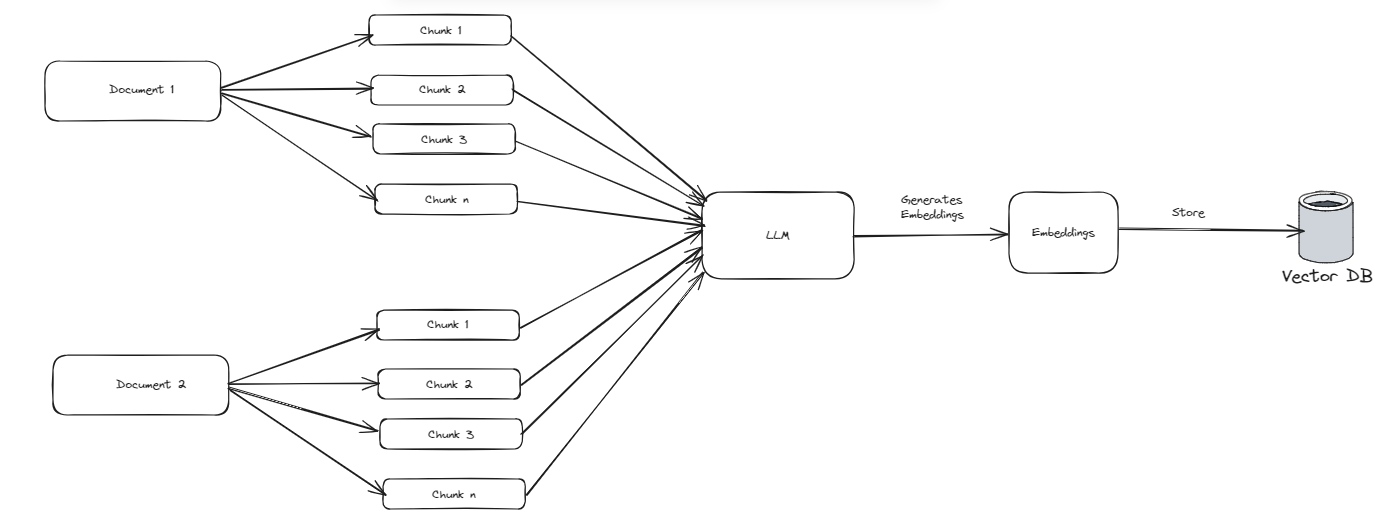 Document 1
Chunk 1
Chunk 2
Chunk 3
Chunk n
LLM
Generates
Embeddings
Embeddings
Store
Vector DB
Document 2
Chunk 1
Chunk 2
Chunk 3
Chunk n